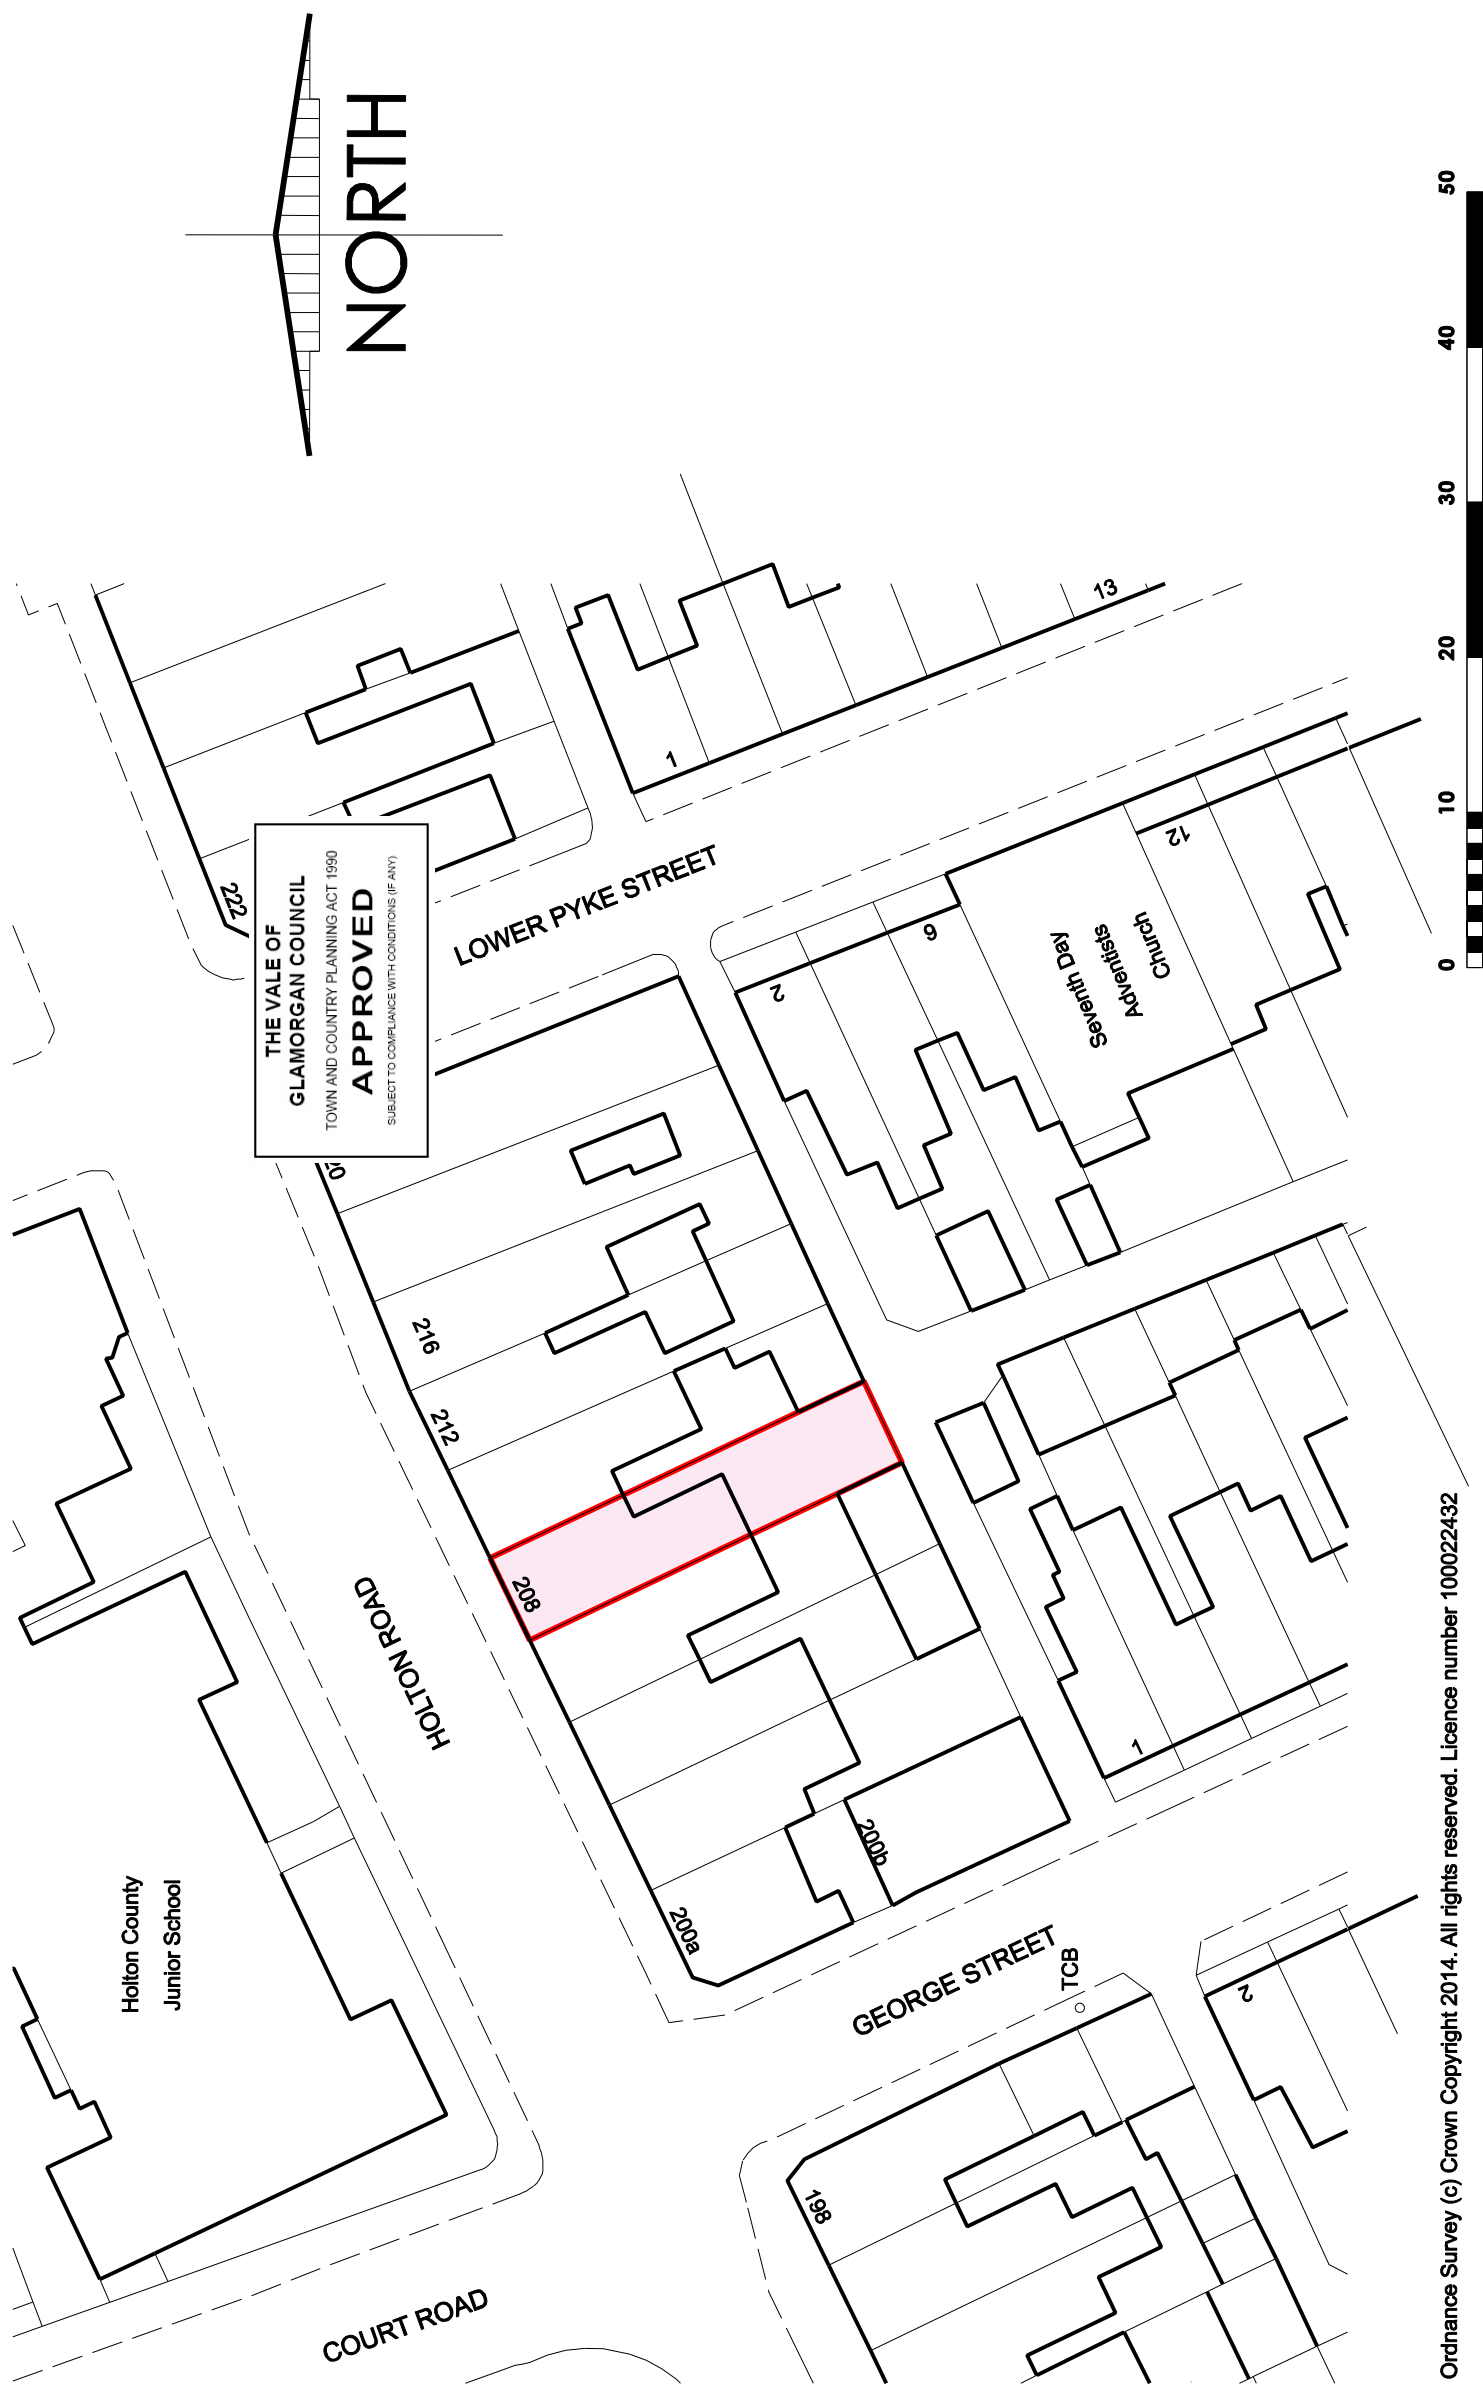 NORTH
THE VALE OF
GLAMORGAN COUNCIL
TOWN AND COUNTRY PLANNING ACT 1990
APPROVED
SUBJECT TO COMPLIANCE WITH CONDITIONS (IF ANY)
222
LOWER PYKE STREET
1
13
2
6
12
Seventh Day
Adventists
Church
216
212
208
HOLTON ROAD
Holton County
Junior School
200a
200b
1
GEORGE STREET
TCB
2
198
COURT ROAD
0 10 20 30 40 50
Ordnance Survey (c) Crown Copyright 2014. All rights reserved. Licence number 100022432